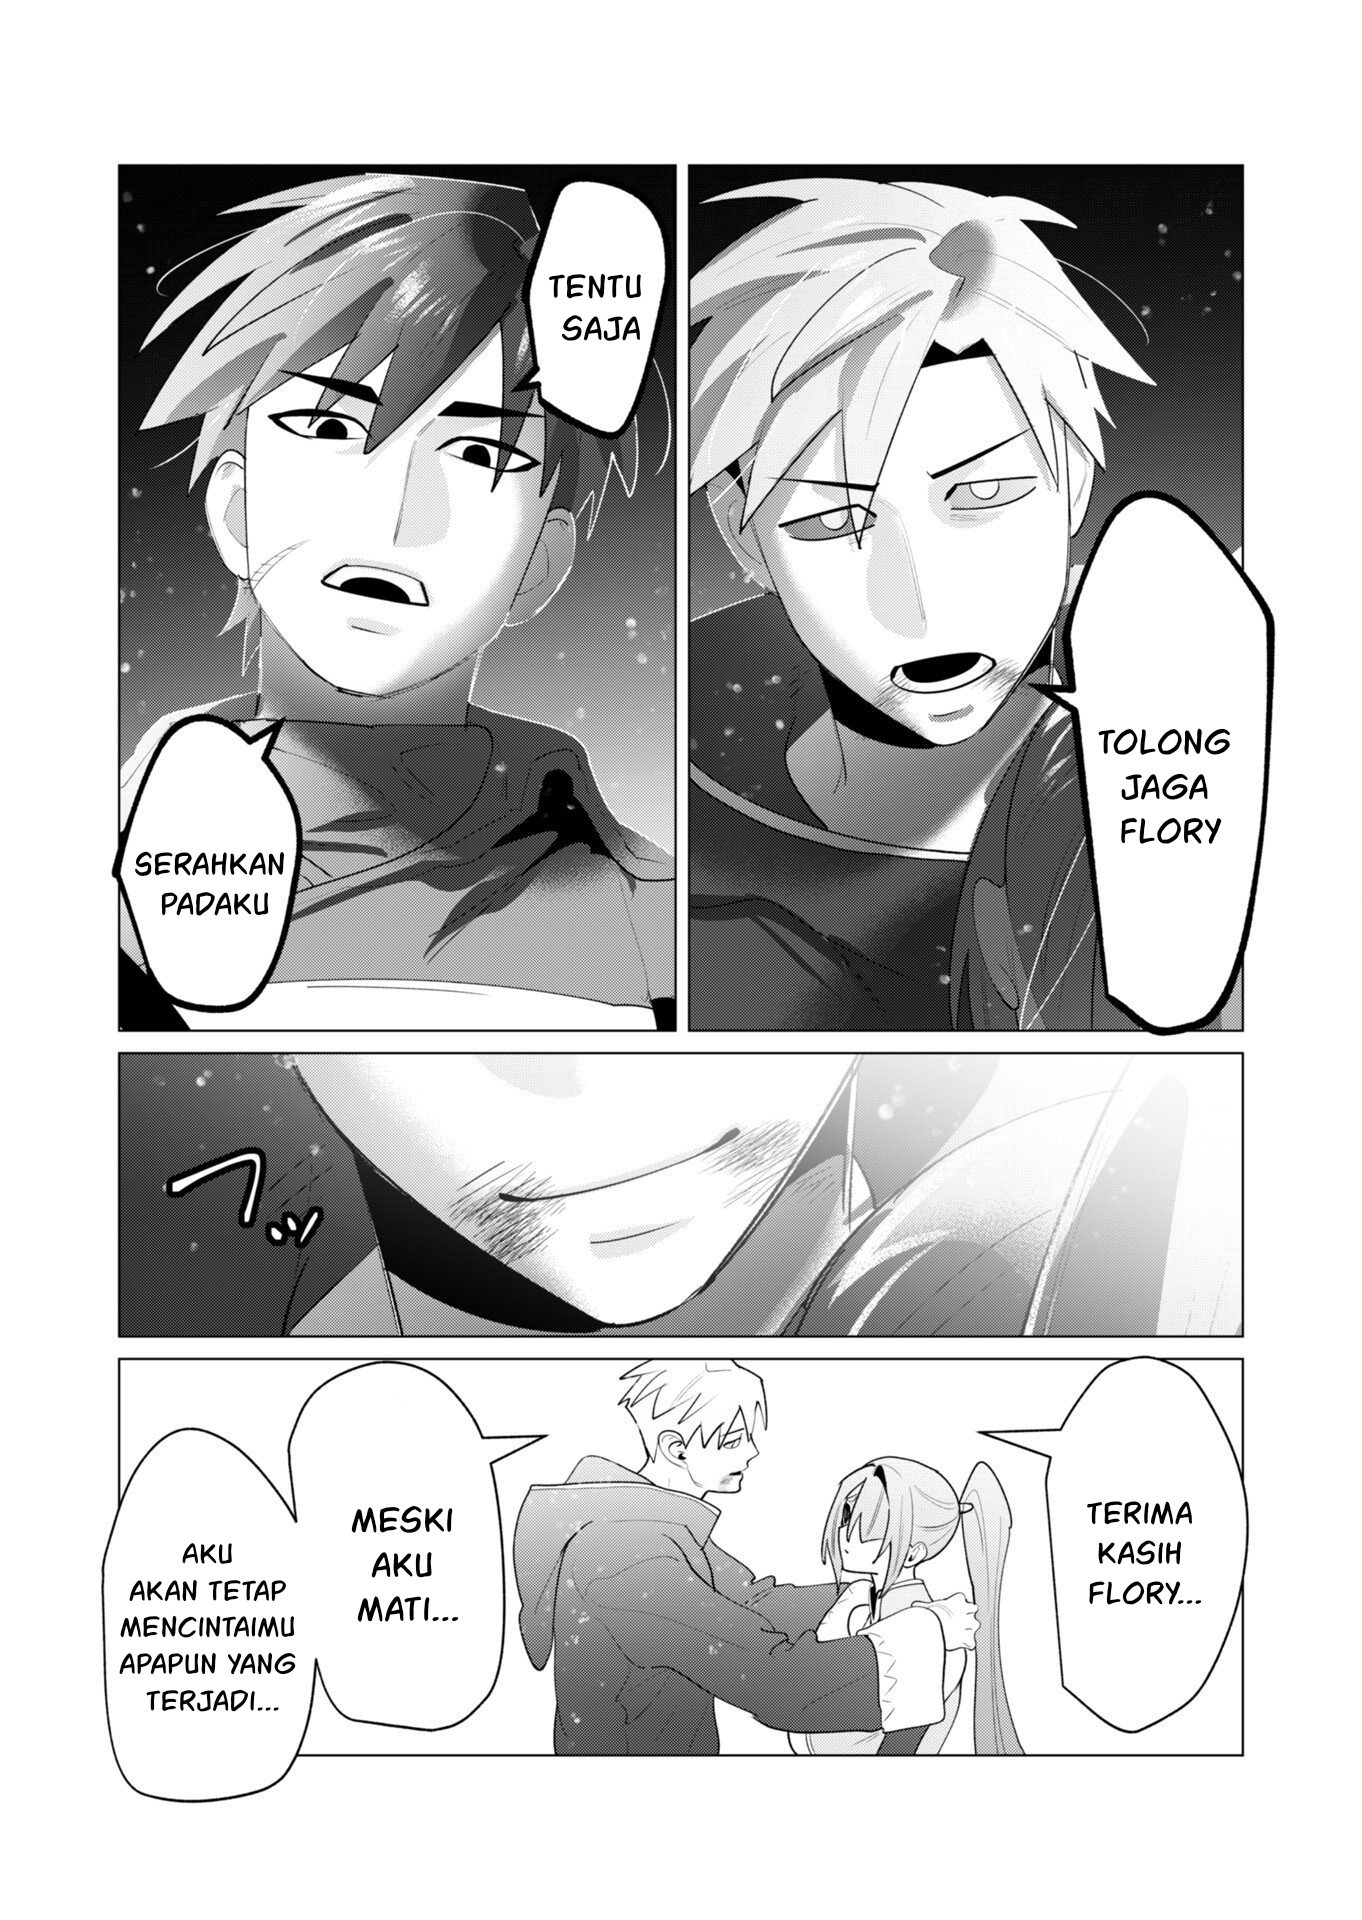 TOLONG
JAGA
FLORY
TENTU
SAJA
SERAHKAN
PADAKU
フッ
TERIMA
KASIH
FLORY...
MESKI
AKU
MATI...
AKU
AKAN TETAP
MENCINTAIMU
APAPUN YANG
TERJADI...